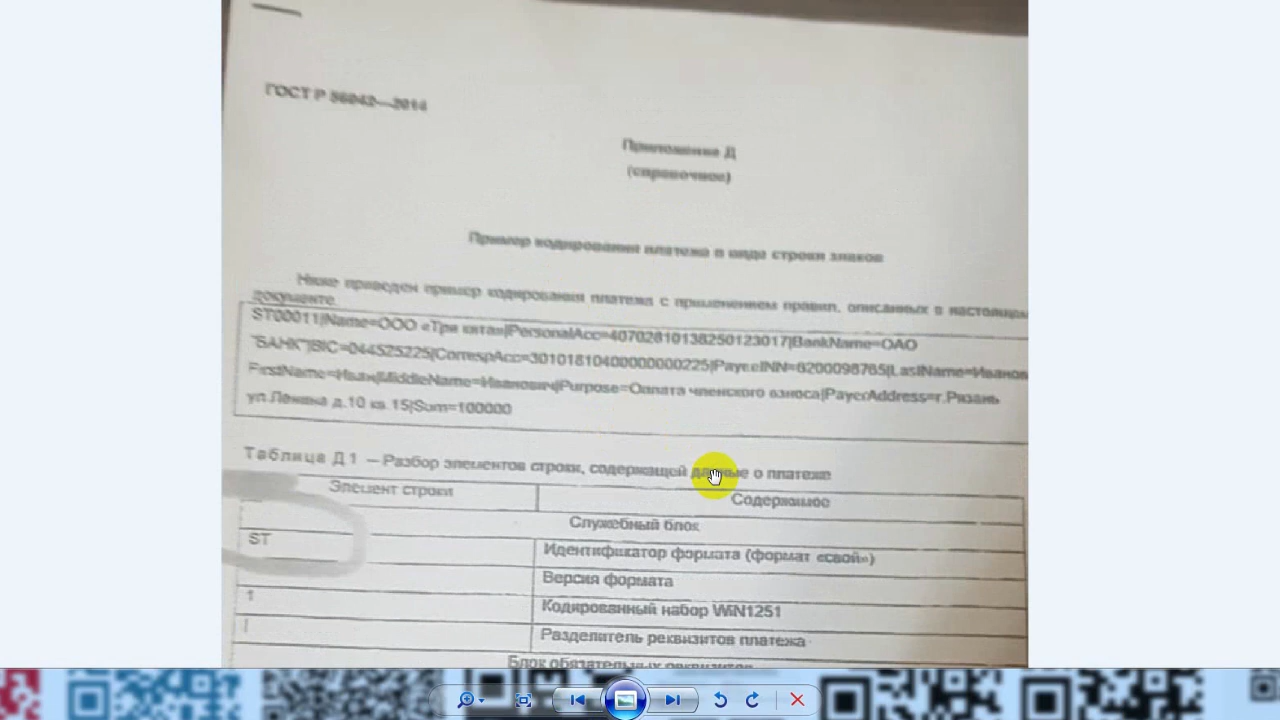 ГОСТ Р 56042—2014
Приложение Д
(справочное)
Пример кодирования платежа в виде строки знаков
Ниже приведен пример кодирования платежа с применением правил, описанных в настоящем
документе.
ST00011|Name=ООО «Три кита»|PersonalAcc=40702810138250123017|BankName=ОАО
"БАНК"|BIC=044525225|CorrespAcc=30101810400000000225|PayeeINN=6200098765|LastName=Иванов
FirstName=Иван|MiddleName=Иванович|Purpose=Оплата членского взноса|PayerAddress=г.Рязань
ул.Ленина д.10 кв.15|Sum=100000
Таблица Д.1 — Разбор элементов строки, содержащей данные о платеже
Элемент строки Содержимое
Служебный блок
ST Идентификатор формата (формат «свой»)
Версия формата
1 Кодированный набор WiN1251
| Разделитель реквизитов платежа
Блок обязательных реквизитов